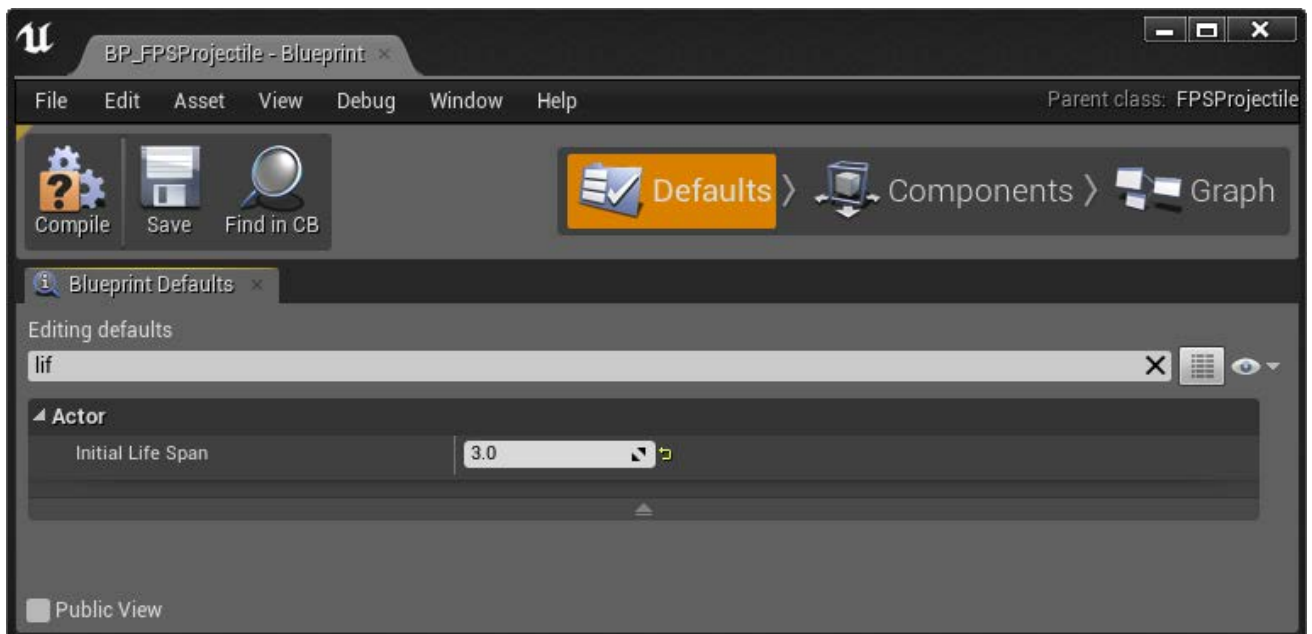 BP_FPSProjectile - Blueprint
File Edit Asset View Debug Window Help Parent class: FPSProjectile
Compile Save Find in CB Defaults Components Graph
Blueprint Defaults
Editing defaults
lif
Actor
Initial Life Span 3.0
Public View